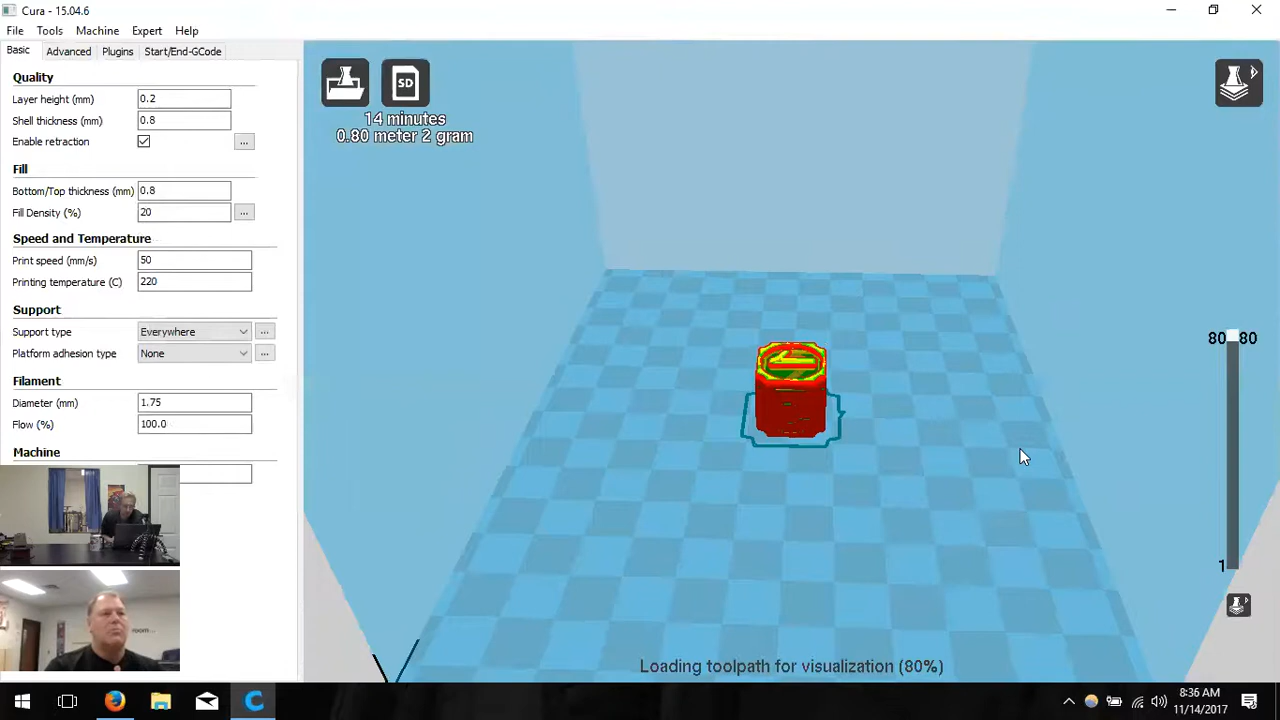 Cura - 15.04.6
File Tools Machine Expert Help
Basic Advanced Plugins Start/End-GCode
Quality
Layer height (mm) 0.2
Shell thickness (mm) 0.8
Enable retraction ...
Fill
Bottom/Top thickness (mm) 0.8
Fill Density (%) 20 ...
Speed and Temperature
Print speed (mm/s) 50
Printing temperature (C) 220
Support
Support type Everywhere ...
Platform adhesion type None ...
Filament
Diameter (mm) 1.75
Flow (%) 100.0
Machine
SD
14 minutes
0.80 meter 2 gram
80 80
1
Loading toolpath for visualization (80%)
room
8:36 AM
11/14/2017